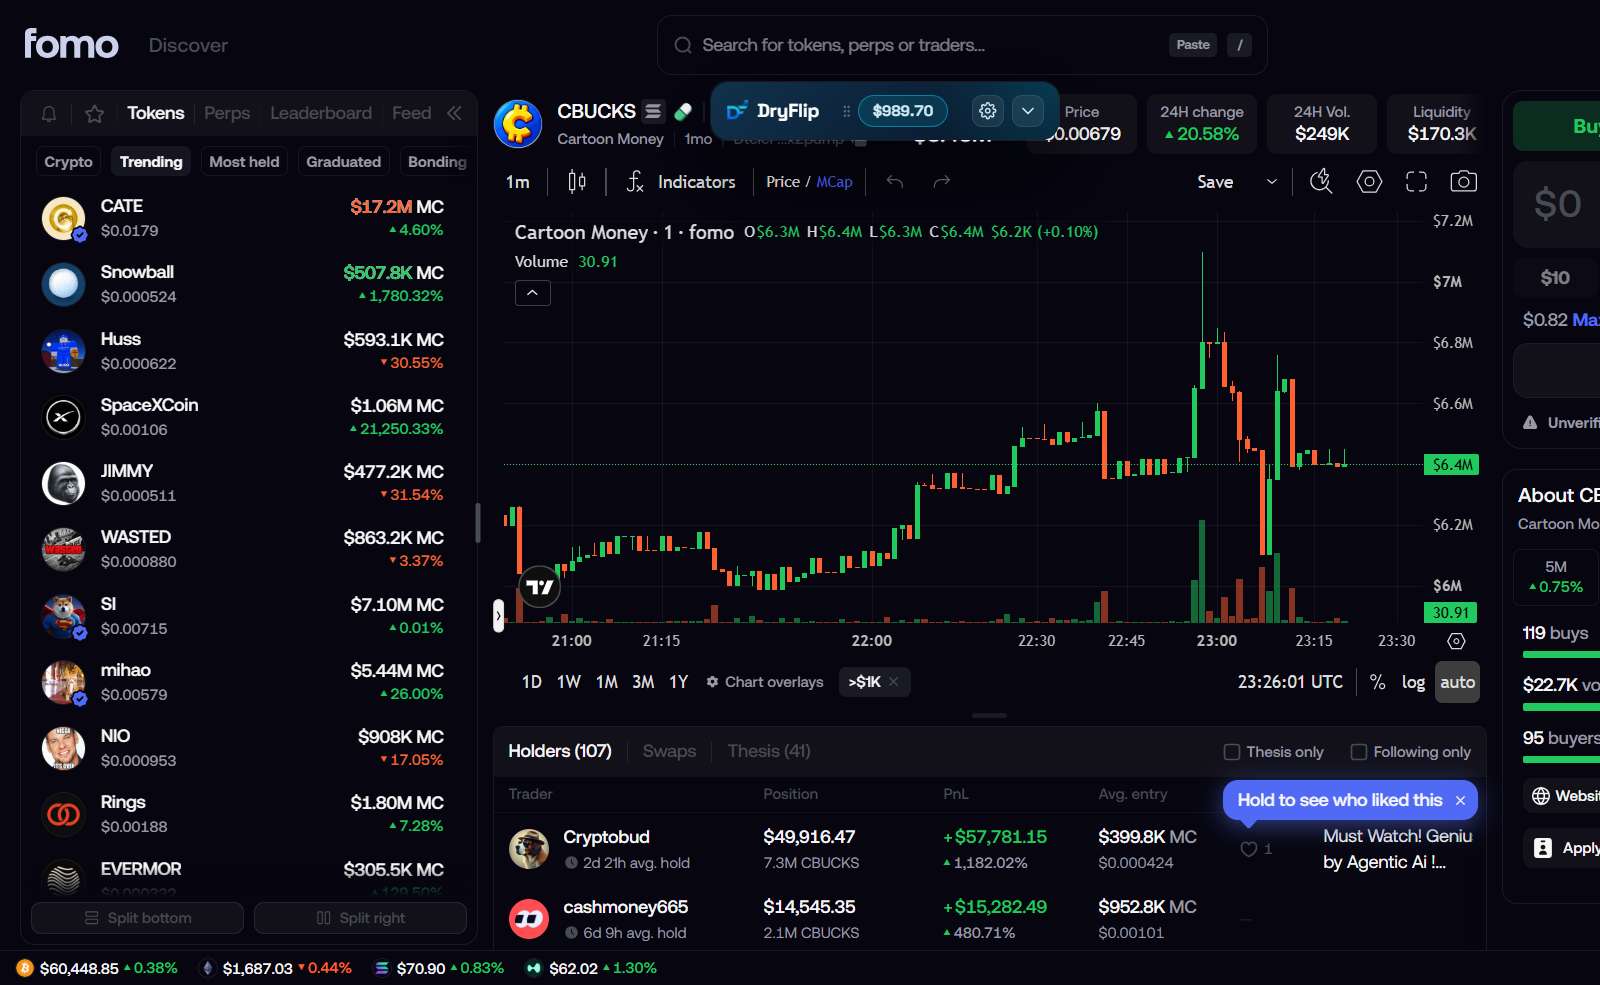 fomo
Discover
Search for tokens, perps or traders...
Paste
/
Tokens
Perps
Leaderboard
Feed
Crypto
Trending
Most held
Graduated
Bonding
CATE
$17.2M MC
$0.0179
4.60%
Snowball
$507.8K MC
$0.000524
1,780.32%
Huss
$593.1K MC
$0.000622
30.55%
SpaceXCoin
$1.06M MC
$0.00106
21,250.33%
JIMMY
$477.2K MC
$0.000511
31.54%
WASTED
$863.2K MC
$0.000880
3.37%
SI
$7.10M MC
$0.00715
0.01%
mihao
$5.44M MC
$0.00579
26.00%
NIO
$908K MC
$0.000953
17.05%
Rings
$1.80M MC
$0.00188
7.28%
EVERMOR
$305.5K MC
$0.000332
129.50%
Split bottom
Split right
CBUCKS
Cartoon Money
1mo
DryFlip
$989.70
Price
0.00679
24H change
20.58%
24H Vol.
$249K
Liquidity
$170.3K
1m
Indicators
Price / MCap
Save
Cartoon Money · 1 · fomo O$6.3M H$6.4M L$6.3M C$6.4M $6.2K (+0.10%)
Volume 30.91
$7.2M
$7M
$6.8M
$6.6M
$6.4M
$6.2M
$6M
30.91
21:00
21:15
22:00
22:30
22:45
23:00
23:15
23:30
1D 1W 1M 3M 1Y
Chart overlays
>$1K
23:26:01 UTC
%
log
auto
Holders (107)
Swaps
Thesis (41)
Thesis only
Following only
Trader
Position
PnL
Avg. entry
Hold to see who liked this
Cryptobud
$49,916.47
+$57,781.15
$399.8K MC
Must Watch! Geniu
2d 21h avg. hold
7.3M CBUCKS
1,182.02%
$0.000424
1
by Agentic Ai !...
cashmoney665
$14,545.35
+$15,282.49
$952.8K MC
6d 9h avg. hold
2.1M CBUCKS
480.71%
$0.00101
Bu
$0
$10
$0.82 Ma
Unverifi
About CB
Cartoon Mo
5M
0.75%
119 buys
$22.7K vo
95 buyers
Websi
Apply
$60,448.85 0.38%
$1,687.03 0.44%
$70.90 0.83%
$62.02 1.30%